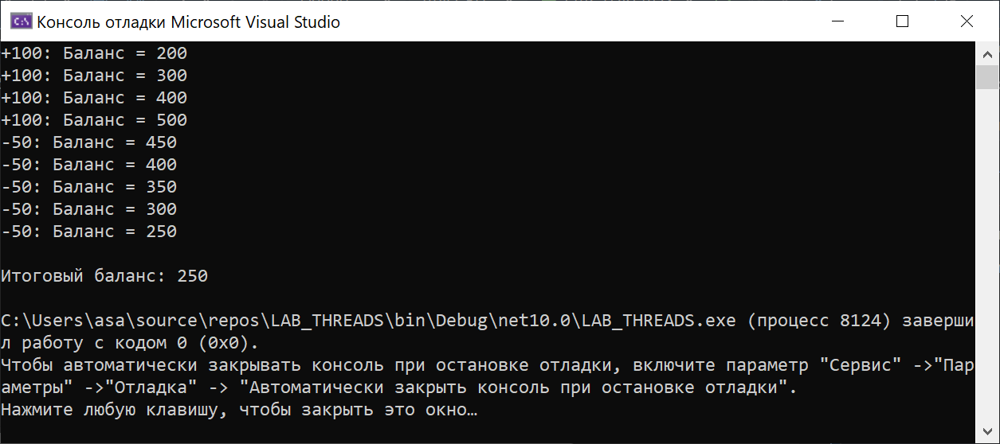 Консоль отладки Microsoft Visual Studio
+100: Баланс = 200
+100: Баланс = 300
+100: Баланс = 400
+100: Баланс = 500
-50: Баланс = 450
-50: Баланс = 400
-50: Баланс = 350
-50: Баланс = 300
-50: Баланс = 250
Итоговый баланс: 250
C:\Users\asa\source\repos\LAB_THREADS\bin\Debug\net10.0\LAB_THREADS.exe (процесс 8124) заверши
л работу с кодом 0 (0x0).
Чтобы автоматически закрывать консоль при остановке отладки, включите параметр "Сервис" ->"Пар
аметры" ->"Отладка" -> "Автоматически закрыть консоль при остановке отладки".
Нажмите любую клавишу, чтобы закрыть это окно…